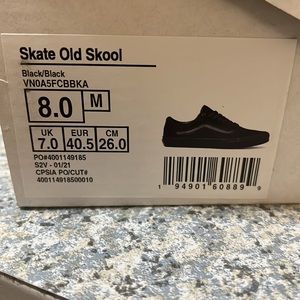 Skate Old Skool
Black/Black
VN0A5FCBBKA
8.0 M
UK EUR CM
7.0 40.5 26.0
PO#4001149185
S2V - 01/21
CPSIA PO/CUT#
400114918500010
1 94901 60889 9